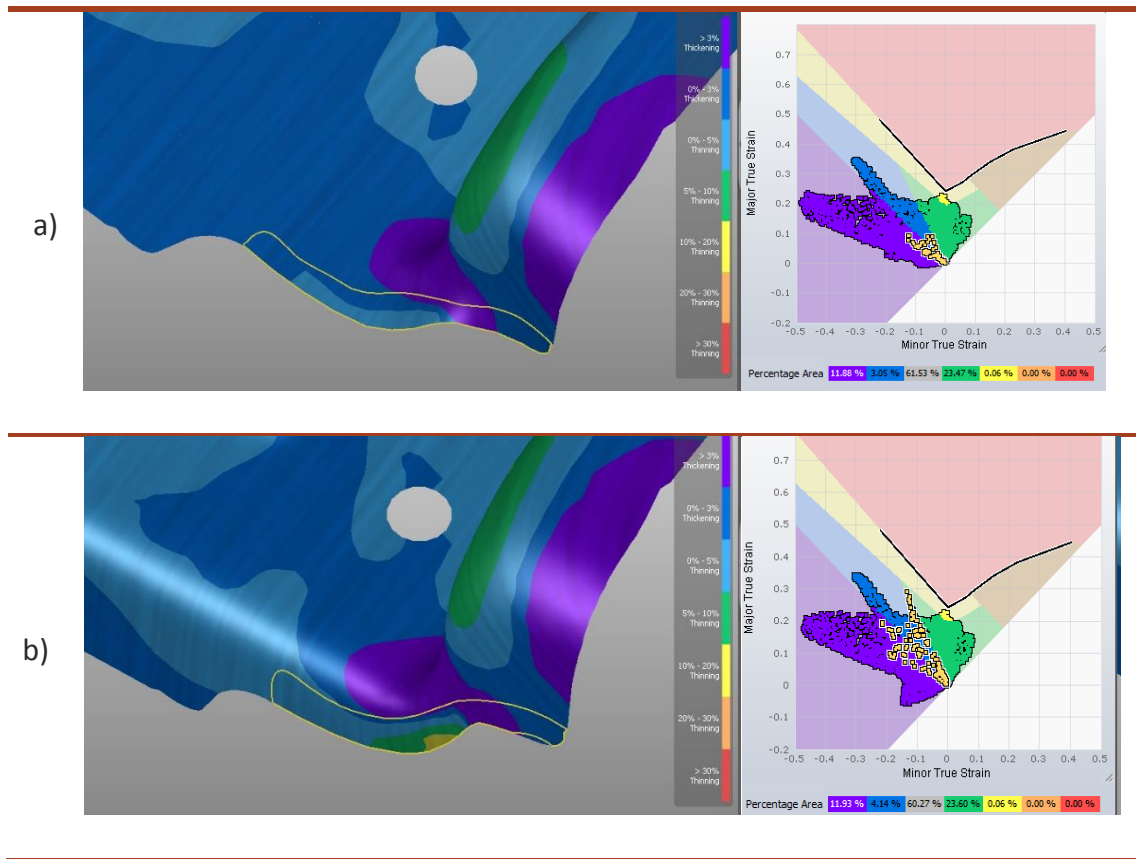 a)
> 3%
Thickening
0% - 3%
Thickening
0% - 5%
Thinning
5% - 10%
Thinning
10% - 20%
Thinning
20% - 30%
Thinning
> 30%
Thinning
Major True Strain
0.7
0.6
0.5
0.4
0.3
0.2
0.1
0
-0.1
-0.2
-0.5 -0.4 -0.3 -0.2 -0.1 0 0.1 0.2 0.3 0.4 0.5
Minor True Strain
Percentage Area 11.88 % 3.05 % 61.53 % 23.47 % 0.06 % 0.00 % 0.00 %
b)
> 3%
Thickening
0% - 3%
Thickening
0% - 5%
Thinning
5% - 10%
Thinning
10% - 20%
Thinning
20% - 30%
Thinning
> 30%
Thinning
Major True Strain
0.7
0.6
0.5
0.4
0.3
0.2
0.1
0
-0.1
-0.2
-0.5 -0.4 -0.3 -0.2 -0.1 0 0.1 0.2 0.3 0.4 0.5
Minor True Strain
Percentage Area 11.93 % 4.14 % 60.27 % 23.60 % 0.06 % 0.00 % 0.00 %